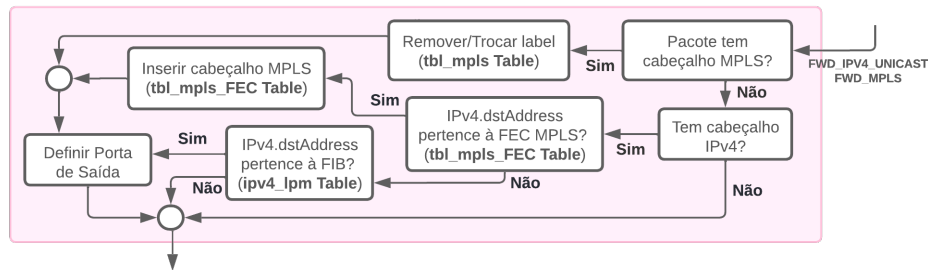 Remover/Trocar label
(tbl_mpls Table)
Sim
Pacote tem
cabeçalho MPLS?
FWD_IPV4_UNICAST
FWD_MPLS
Inserir cabeçalho MPLS
(tbl_mpls_FEC Table)
Sim
Não
IPv4.dstAddress
pertence à FEC MPLS?
(tbl_mpls_FEC Table)
Sim
Tem cabeçalho
IPv4?
Definir Porta
de Saída
Sim
IPv4.dstAddress
pertence à FIB?
(ipv4_lpm Table)
Não
Não
Não